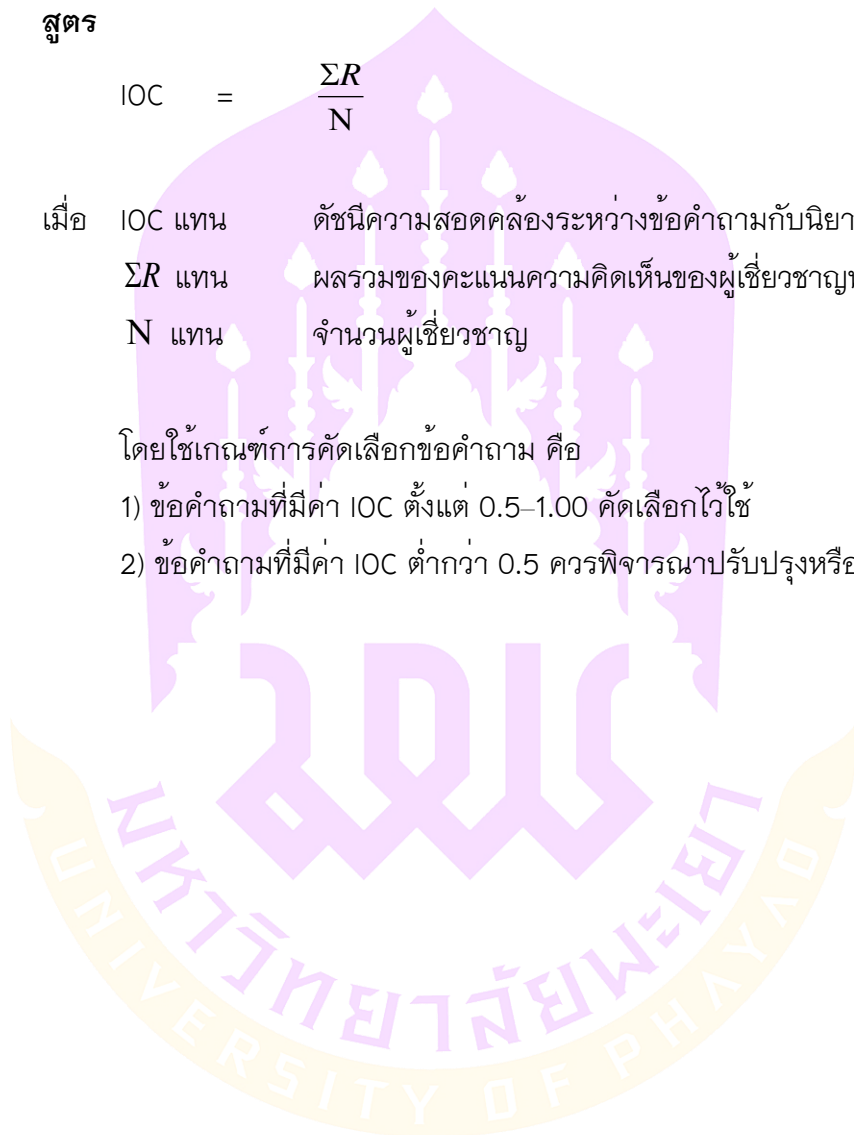 สูตร
IOC = ΣR
N
เมื่อ IOC แทน ดัชนีความสอดคล้องระหว่างข้อคำถามกับ
ΣR แทน ผลรวมของคะแนนความคิดเห็นของผู้เชี่ยวชาญ
N แทน จำนวนผู้เชี่ยวชาญ
โดยใช้เกณฑ์การคัดเลือกข้อคำถาม คือ
1) ข้อคำถามที่มีค่า IOC ตั้งแต่ 0.5–1.00 คัดเลือกไว้ใช้
2) ข้อคำถามที่มีค่า IOC ต่ำกว่า 0.5 ควรพิจารณาปรับปรุง
มหาวิทยาลัยพะเยา
UNIVERSITY OF PHAYAO